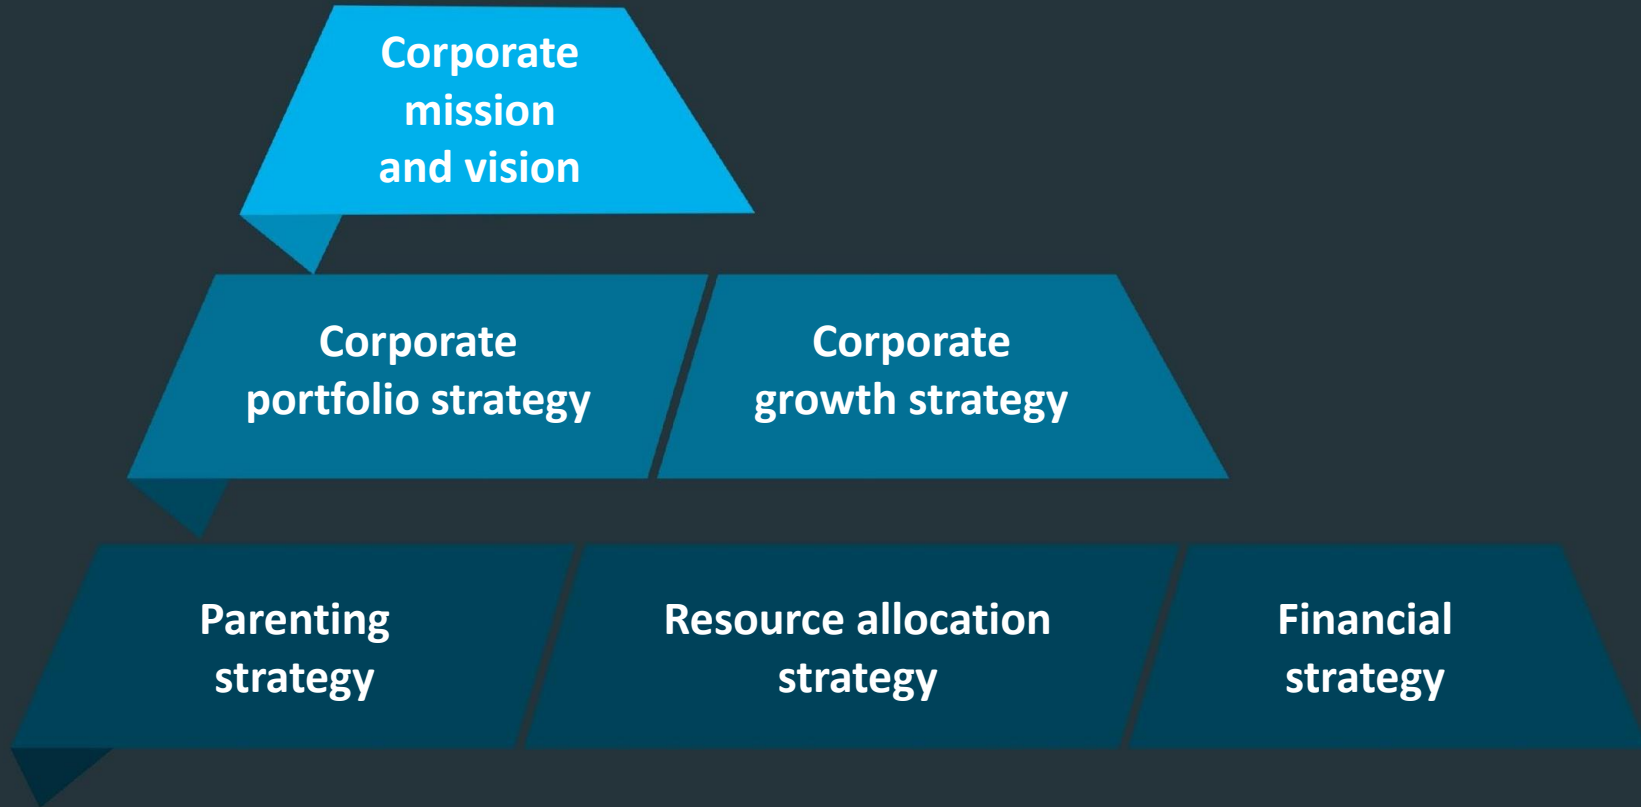 Corporate
mission
and vision
Corporate
portfolio strategy
Corporate
growth strategy
Parenting
strategy
Resource allocation
strategy
Financial
strategy